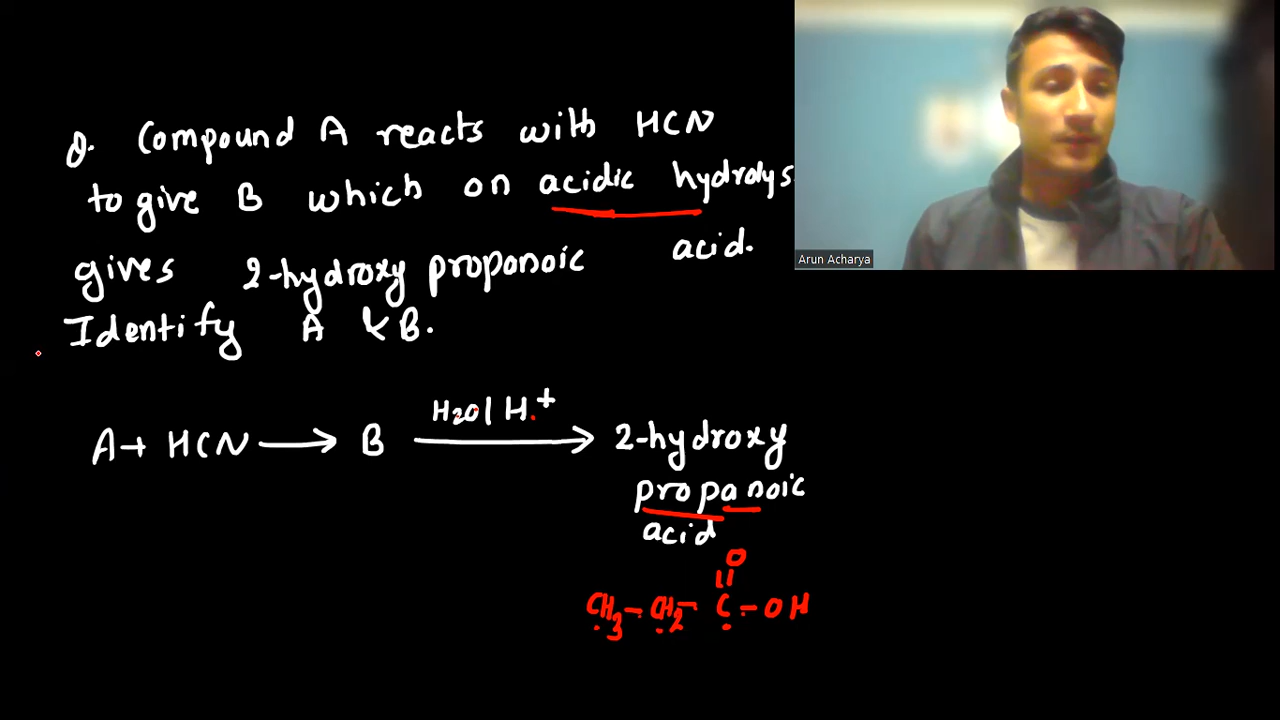 Q. Compound A reacts with HCN
to give B which on acidic hydrolys
gives 2-hydroxy propanoic acid.
Identify A & B.
Arun Acharya
A + HCN ⟶ B ⟶ 2-hydroxy
H2O/H+
propanoic
acid
O
||
CH3 - CH2 - C - OH